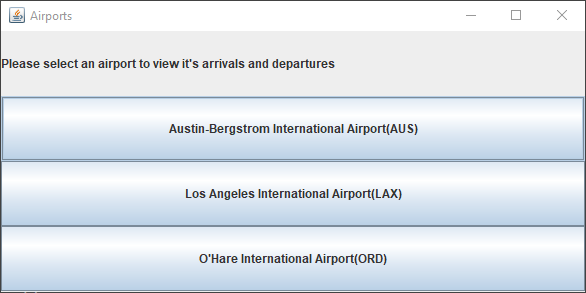 Airports
Please select an airport to view it's arrivals and departures
Austin-Bergstrom International Airport(AUS)
Los Angeles International Airport(LAX)
O'Hare International Airport(ORD)